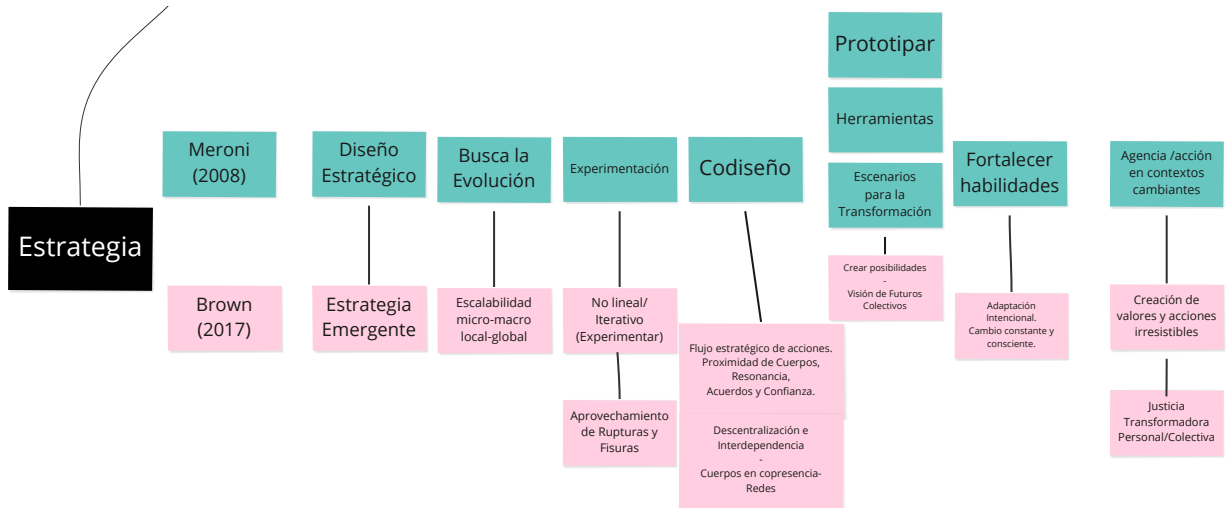 Estrategia
Meroni
(2008)
Diseño
Estratégico
Busca la
Evolución
Experimentación
Codiseño
Prototipar
Herramientas
Escenarios
para la
Transformación
Fortalecer
habilidades
Agencia /acción
en contextos
cambiantes
Brown
(2017)
Estrategia
Emergente
Escalabilidad
micro-macro
local-global
No lineal/
Iterativo
(Experimentar)
Aprovechamiento
de Rupturas y
Fisuras
Flujo estratégico de acciones.
Proximidad de Cuerpos,
Resonancia,
Acuerdos y Confianza.
Descentralización e
Interdependencia
-
Cuerpos en copresencia-
Redes
Crear posibilidades
-
Visión de Futuros
Colectivos
Adaptación
Intencional.
Cambio constante y
consciente.
Creación de
valores y acciones
irresistibles
Justicia
Transformadora
Personal/Colectiva